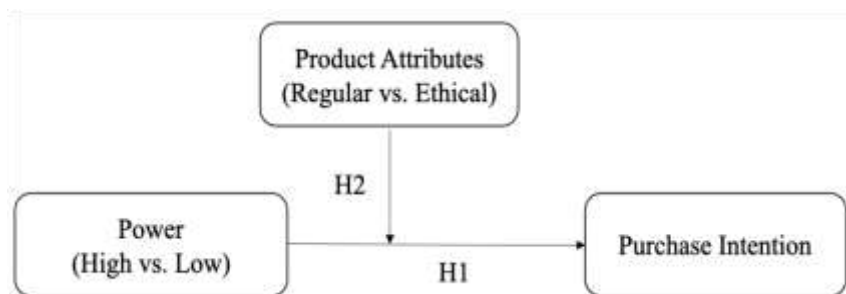 Product Attributes
(Regular vs. Ethical)
H2
Power
(High vs. Low)
H1
Purchase Intention